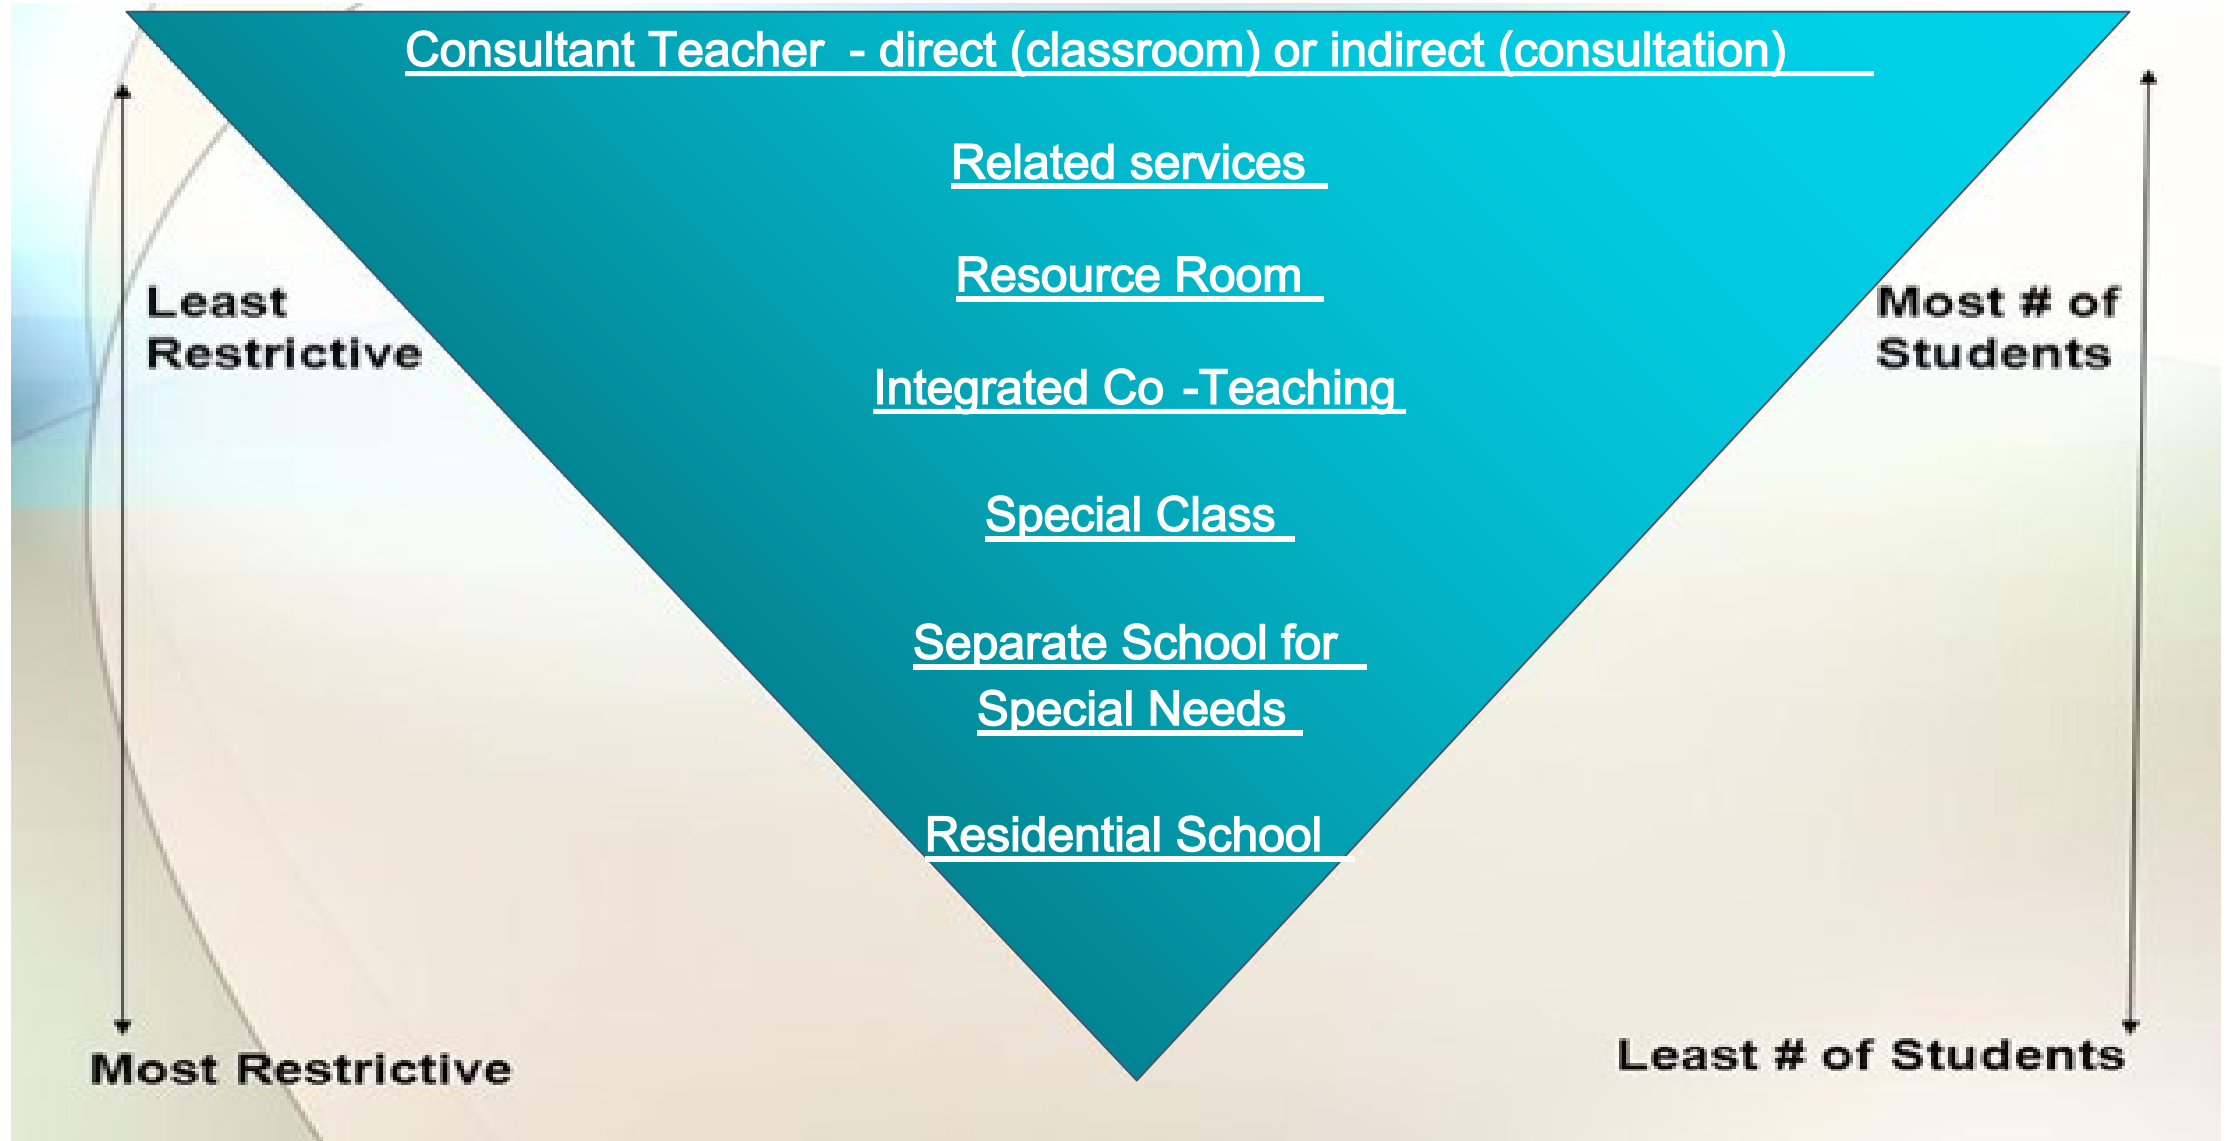 Consultant Teacher - direct (classroom) or indirect (consultation)
Related services
Resource Room
Least
Restrictive
Most # of
Students
Integrated Co -Teaching
Special Class
Separate School for
Special Needs
Residential School
Most Restrictive
Least # of Students